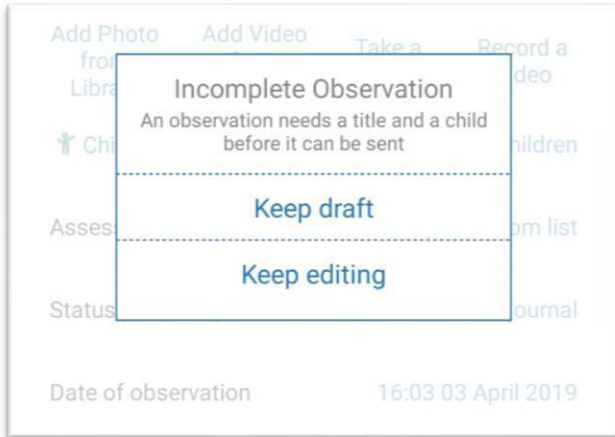 Add Photo Add Video Take a Record a
Incomplete Observation
An observation needs a title and a child
before it can be sent
Keep draft
Keep editing
Status
Date of observation 16:03 03 April 2019